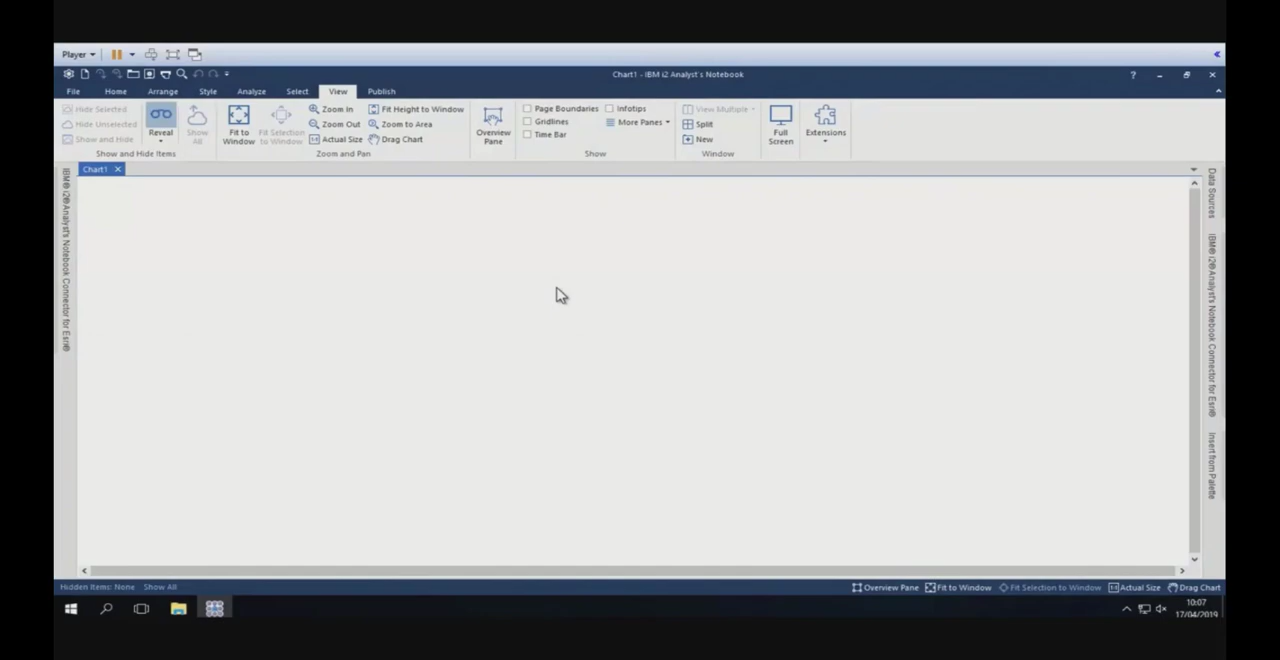 Player
Chart1 - IBM i2 Analyst's Notebook
File Home Arrange Style Analyze Select View Publish
Hide Selected
Hide Unselected
Show and Hide
Reveal
Show All
Show and Hide Items
Fit to Window
Fit Selection to Window
Zoom In
Zoom Out
Actual Size
Fit Height to Window
Zoom to Area
Drag Chart
Zoom and Pan
Overview Pane
Page Boundaries
Gridlines
Time Bar
Infotips
More Panes
Show
View Multiple
Split
New
Window
Full Screen
Extensions
Chart1
IBM® i2® Analyst's Notebook Connector for Esri®
Data Sources
IBM® i2® Analyst's Notebook Connector for Esri®
Insert from Palette
Hidden Items: None Show All
Overview Pane Fit to Window Fit Selection to Window Actual Size Drag Chart
10:07
17/04/2019